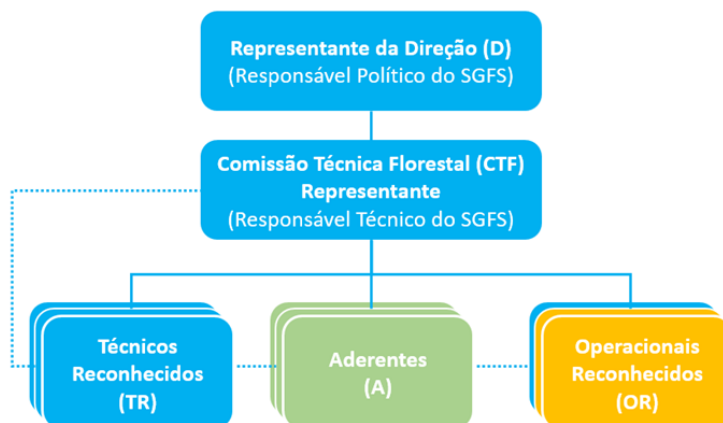 Representante da Direção (D)
(Responsável Político do SGFS)
Comissão Técnica Florestal (CTF)
Representante
(Responsável Técnico do SGFS)
Técnicos
Reconhecidos
(TR)
Aderentes
(A)
Operacionais
Reconhecidos
(OR)